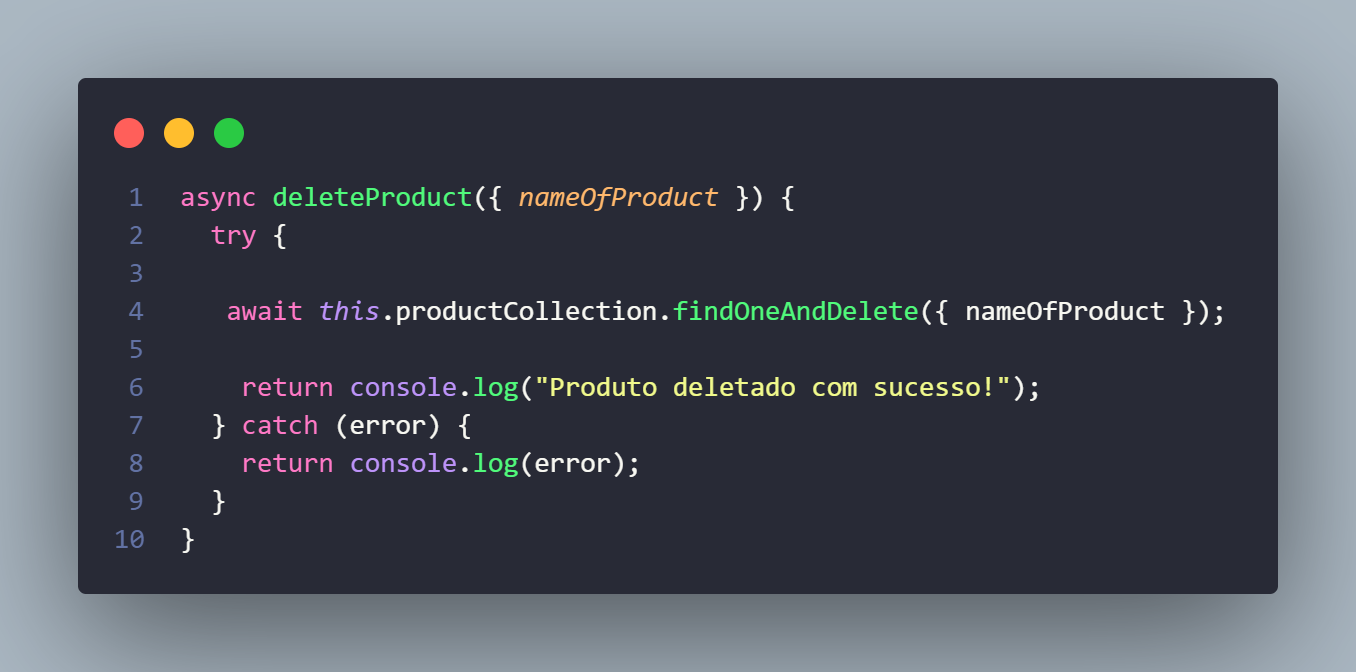 1 async deleteProduct({ nameOfProduct }) {
2 try {
3
4 await this.productCollection.findOneAndDelete({ nameOfProduct });
5
6 return console.log("Produto deletado com sucesso!");
7 } catch (error) {
8 return console.log(error);
9 }
10 }